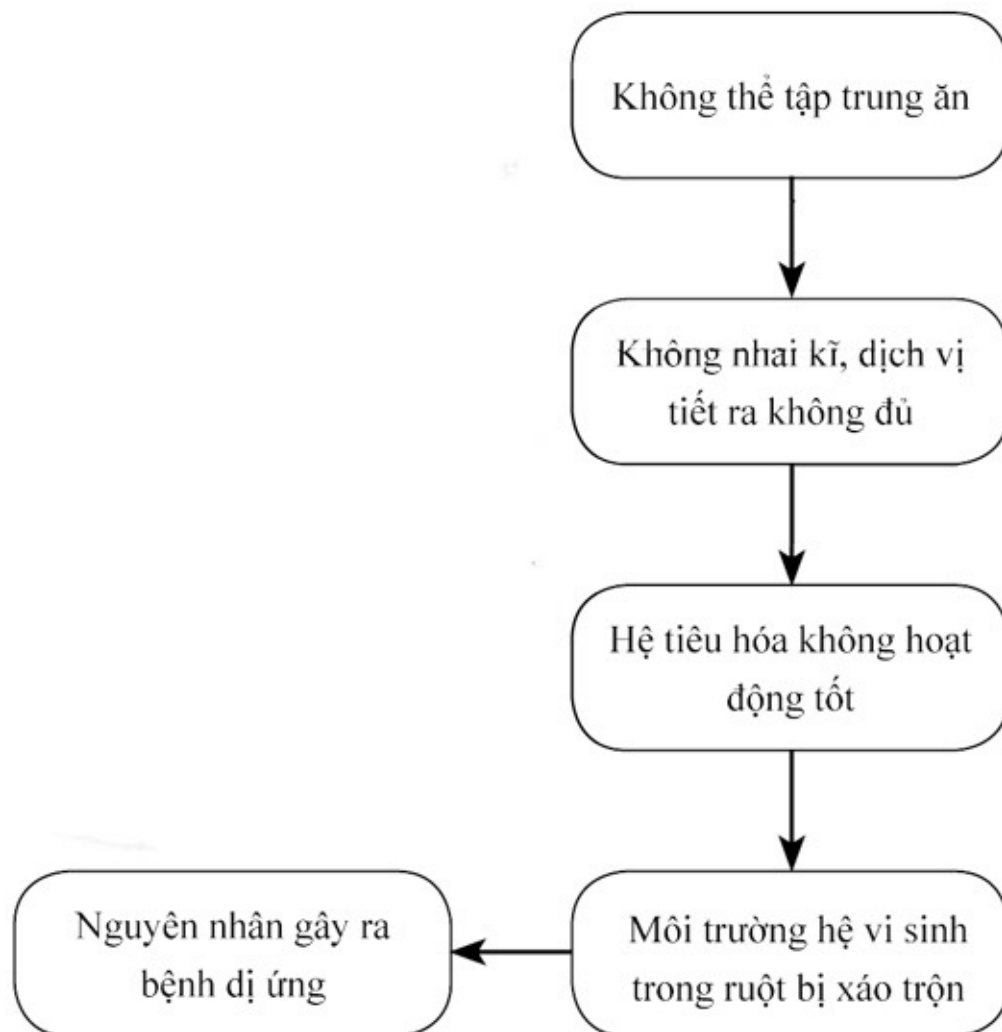 Không thể tập trung ăn
Không nhai kĩ, dịch vị
tiết ra không đủ
Hệ tiêu hóa không hoạt
động tốt
Môi trường hệ vi sinh
trong ruột bị xáo trộn
Nguyên nhân gây ra
bệnh dị ứng